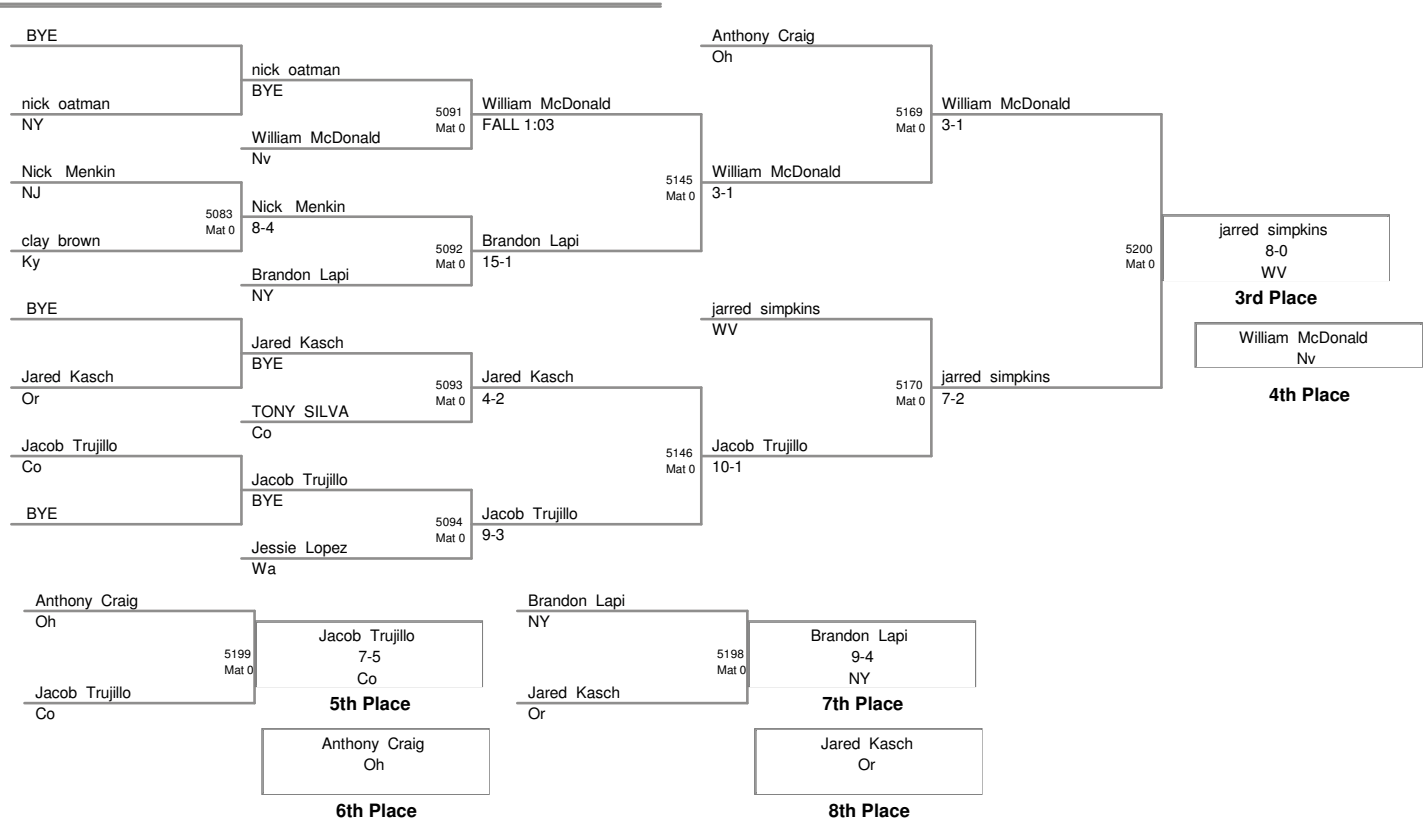 BYE
nick oatman
NY
Nick Menkin
NJ
5083
Mat 0
clay brown
Ky
BYE
Jared Kasch
Or
Jacob Trujillo
Co
BYE
nick oatman
BYE
5091
Mat 0
William McDonald
Nv
Nick Menkin
8-4
5092
Mat 0
Brandon Lapi
NY
Jared Kasch
BYE
5093
Mat 0
TONY SILVA
Co
Jacob Trujillo
BYE
5094
Mat 0
Jessie Lopez
Wa
William McDonald
FALL 1:03
5145
Mat 0
Brandon Lapi
15-1
Jared Kasch
4-2
5146
Mat 0
Jacob Trujillo
9-3
Anthony Craig
Oh
5169
Mat 0
William McDonald
3-1
jarred simpkins
WV
5170
Mat 0
Jacob Trujillo
10-1
William McDonald
3-1
5200
Mat 0
jarred simpkins
7-2
jarred simpkins
8-0
WV
3rd Place
William McDonald
Nv
4th Place
Anthony Craig
Oh
5199
Mat 0
Jacob Trujillo
Co
Jacob Trujillo
7-5
Co
5th Place
Anthony Craig
Oh
6th Place
Brandon Lapi
NY
5198
Mat 0
Jared Kasch
Or
Brandon Lapi
9-4
NY
7th Place
Jared Kasch
Or
8th Place